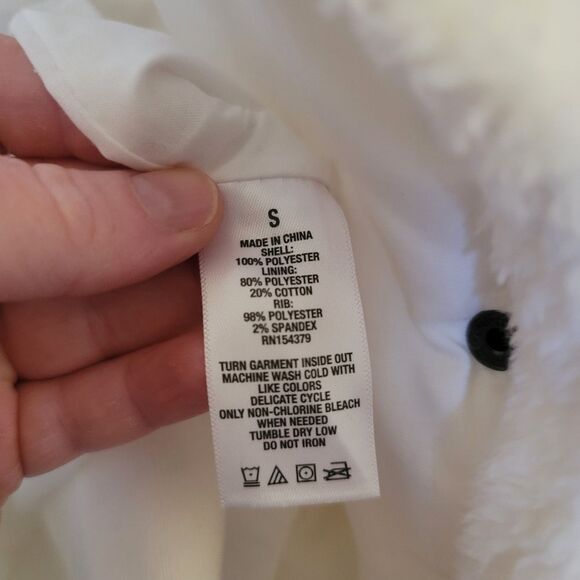 S
MADE IN CHINA
SHELL:
100% POLYESTER
LINING:
80% POLYESTER
20% COTTON
RIB:
98% POLYESTER
2% SPANDEX
RN154379
TURN GARMENT INSIDE OUT
MACHINE WASH COLD WITH
LIKE COLORS
DELICATE CYCLE
ONLY NON-CHLORINE BLEACH
WHEN NEEDED
TUMBLE DRY LOW
DO NOT IRON